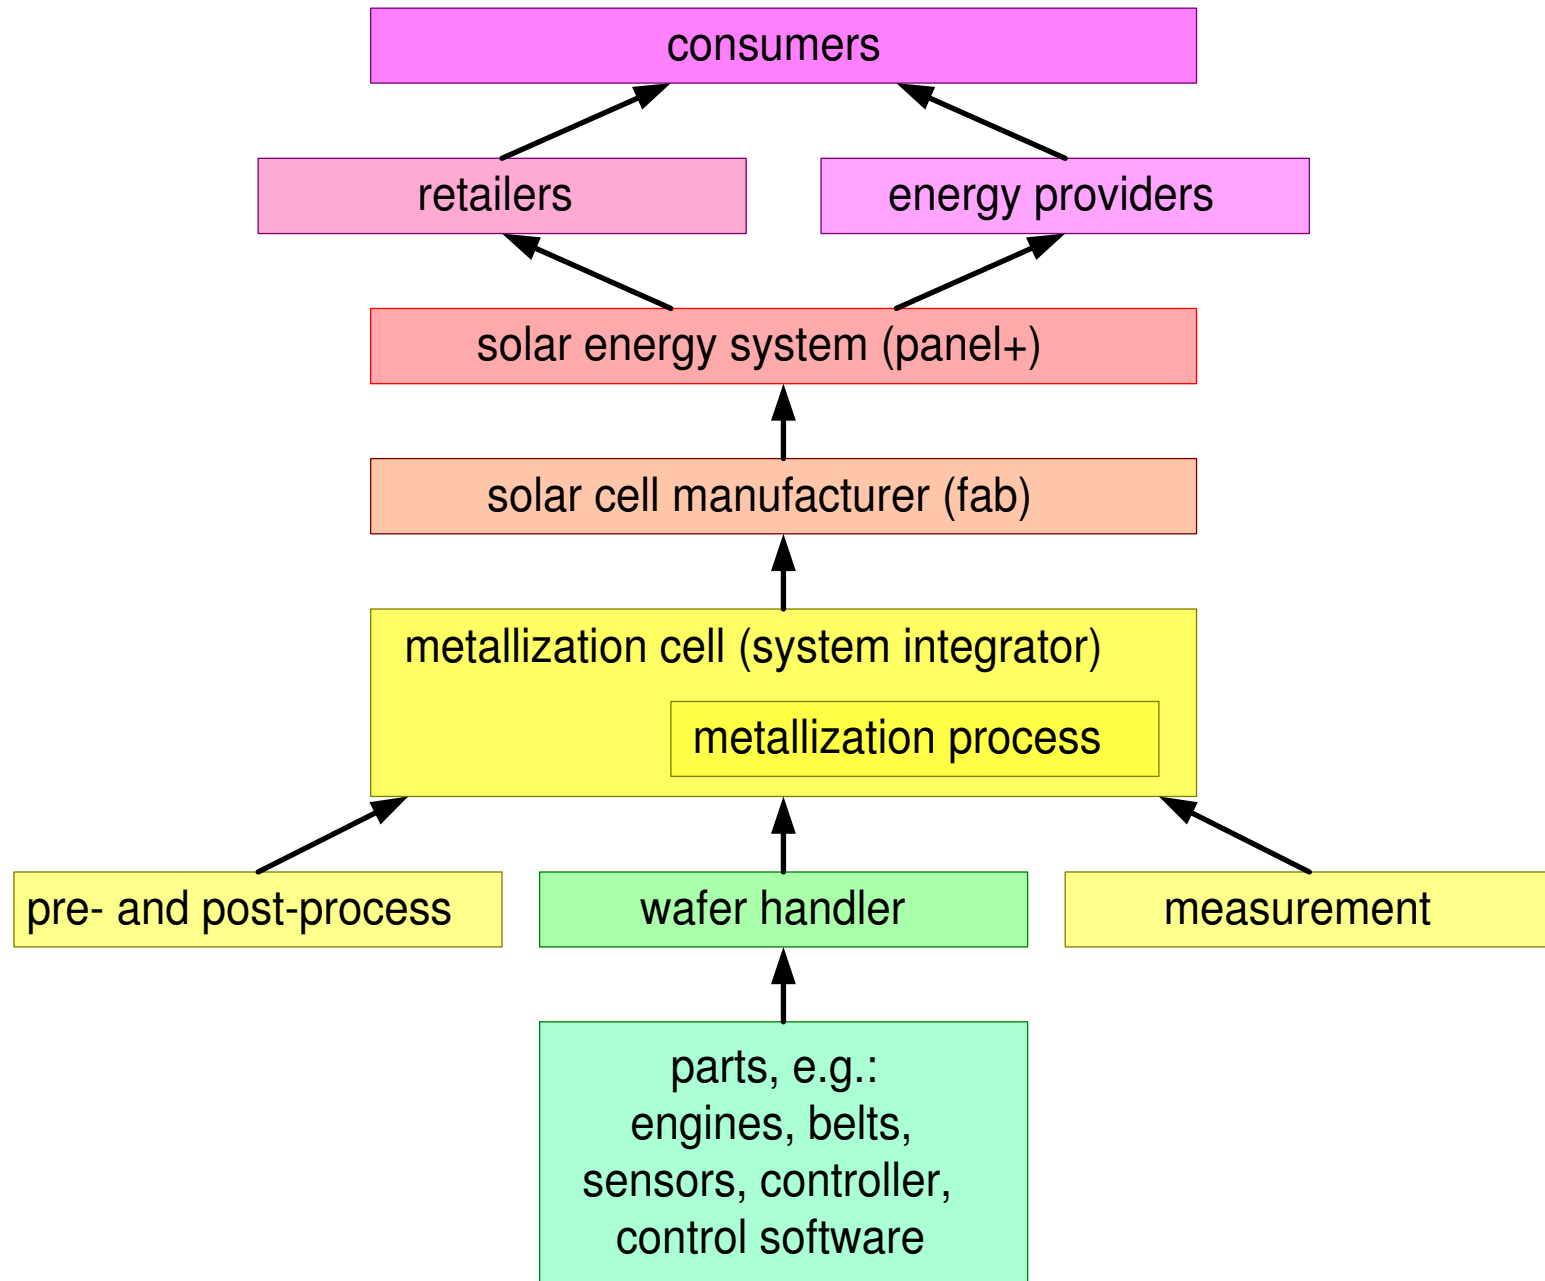 consumers
retailers
energy providers
solar energy system (panel+)
solar cell manufacturer (fab)
metallization cell (system integrator)
metallization process
pre- and post-process
wafer handler
measurement
parts, e.g.:
engines, belts,
sensors, controller,
control software